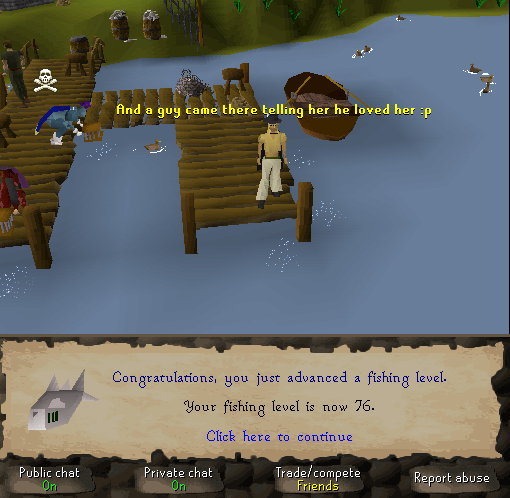 And a guy came there telling her he loved her :p
Congratulations, you just advanced a fishing level.
Your fishing level is now 76.
Click here to continue
Public chat
On
Private chat
On
Trade/compete
Friends
Report abuse